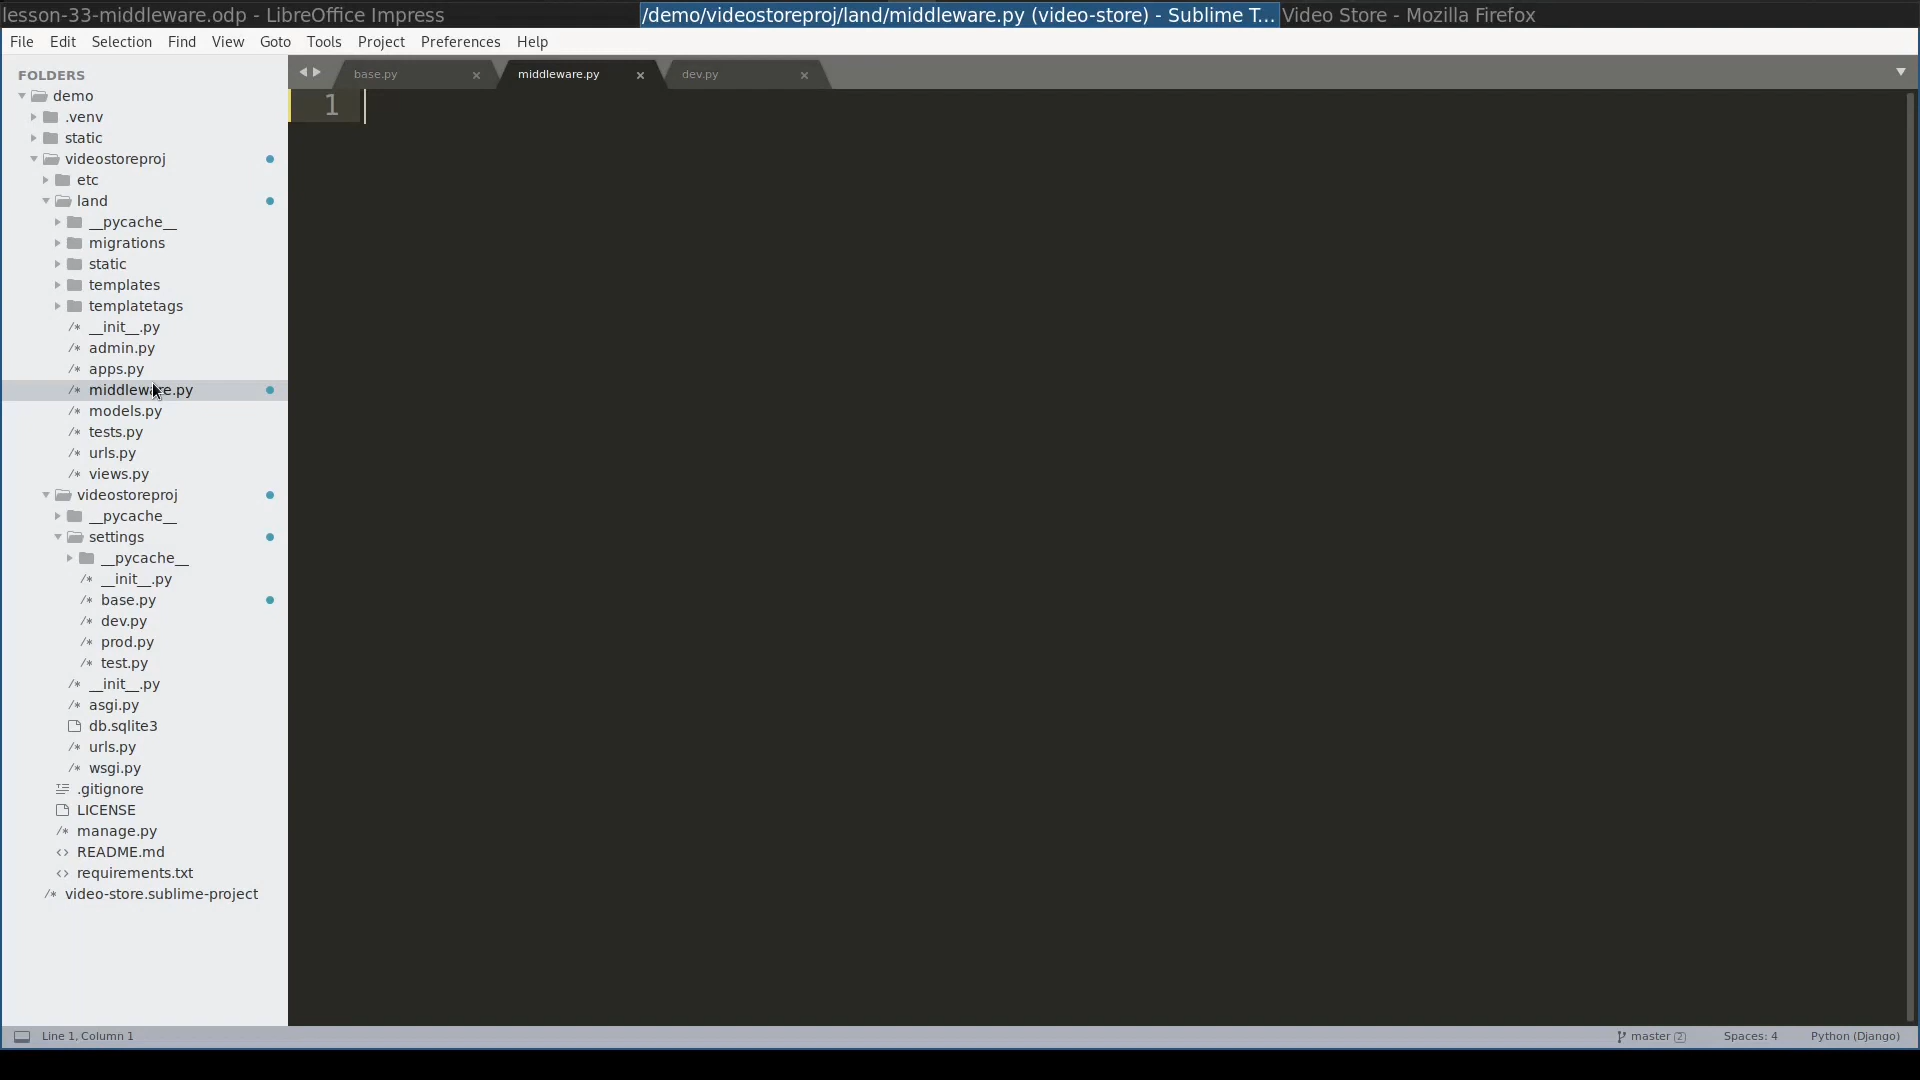 lesson-33-middleware.odp - LibreOffice Impress
/demo/videostoreproj/land/middleware.py (video-store) - Sublime T...
Video Store - Mozilla Firefox
File Edit Selection Find View Goto Tools Project Preferences Help
FOLDERS
base.py
middleware.py
dev.py
1
demo
.venv
static
videostoreproj
etc
land
__pycache__
migrations
static
templates
templatetags
__init__.py
admin.py
apps.py
middleware.py
models.py
tests.py
urls.py
views.py
videostoreproj
__pycache__
settings
__pycache__
__init__.py
base.py
dev.py
prod.py
test.py
__init__.py
asgi.py
db.sqlite3
urls.py
wsgi.py
.gitignore
LICENSE
manage.py
README.md
requirements.txt
video-store.sublime-project
Line 1, Column 1
master 2
Spaces: 4
Python (Django)